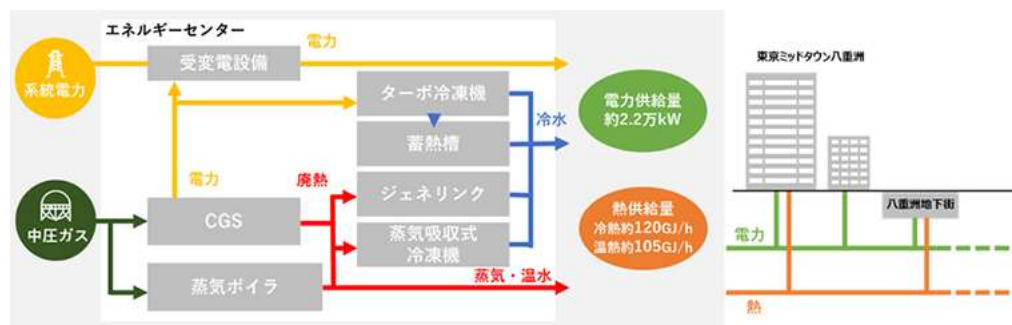 エネルギーセンター
系統電力
受変電設備
電力
ターボ冷凍機
蓄熱槽
冷水
電力
廃熱
ジェネリンク
中圧ガス
CGS
蒸気吸収式
冷凍機
蒸気ボイラ
蒸気・温水
電力供給量
約2.2万kW
熱供給量
冷熱約120GJ/h
温熱約105GJ/h
東京ミッドタウン八重洲
八重洲地下街
電力
熱